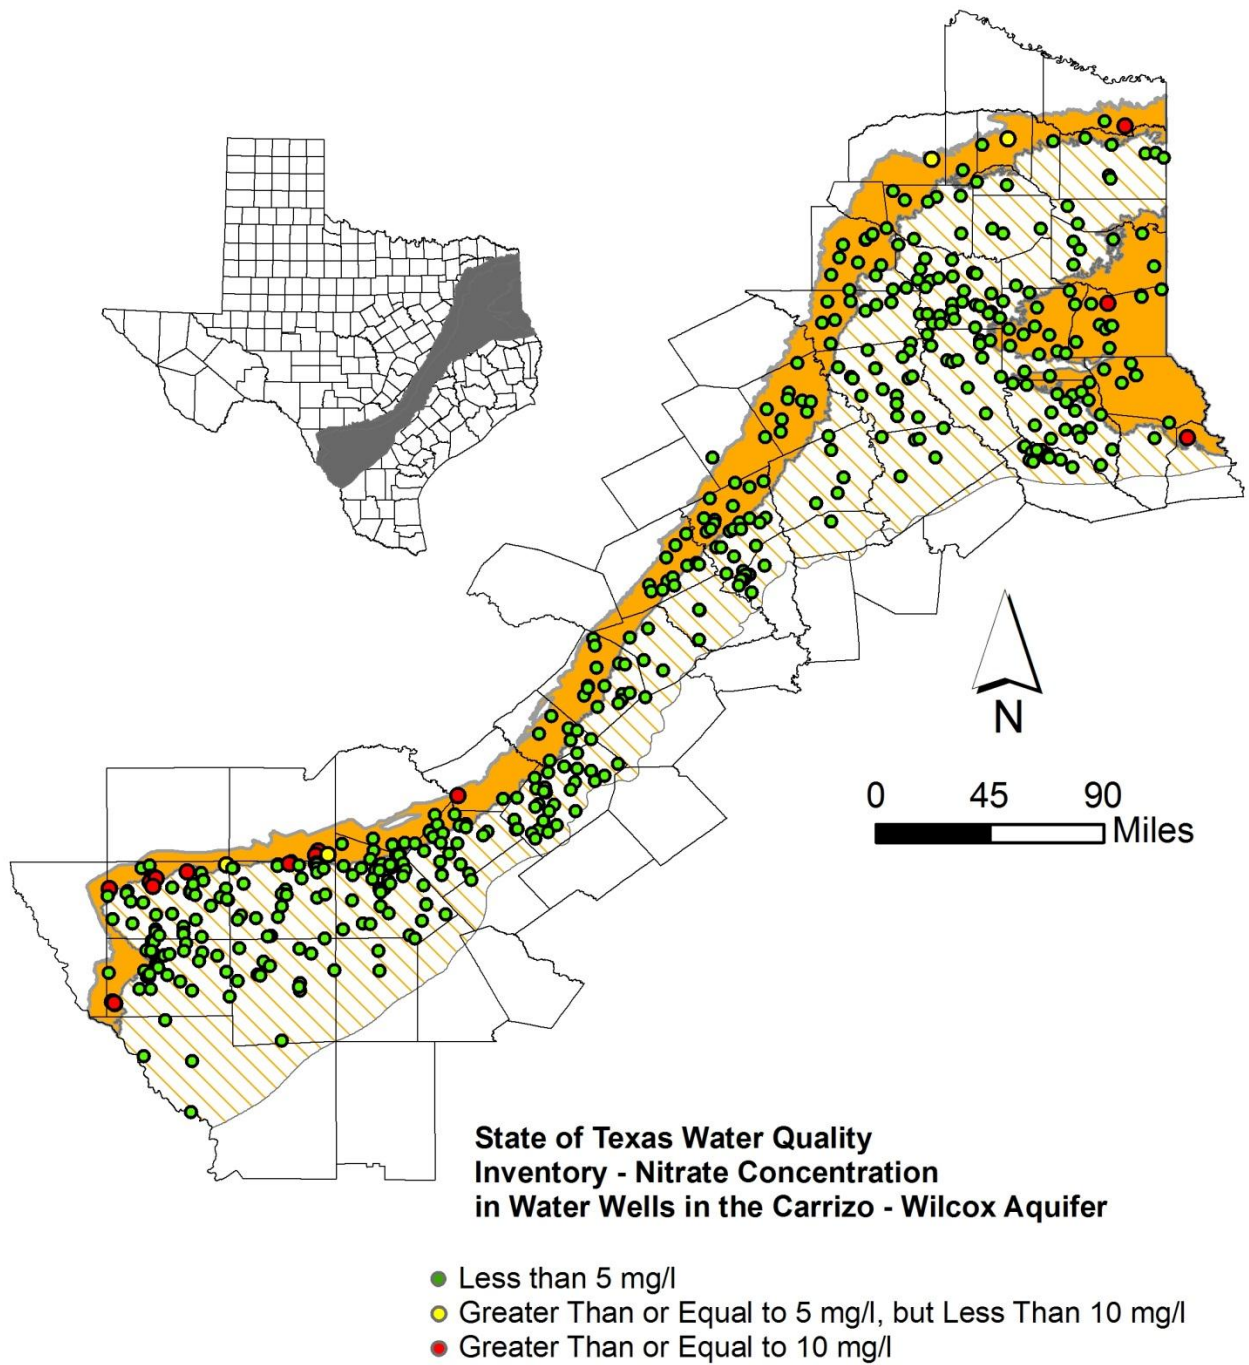 N
0 45 90
Miles
State of Texas Water Quality
Inventory - Nitrate Concentration
in Water Wells in the Carrizo - Wilcox Aquifer
Less than 5 mg/l
Greater Than or Equal to 5 mg/l, but Less Than 10 mg/l
Greater Than or Equal to 10 mg/l